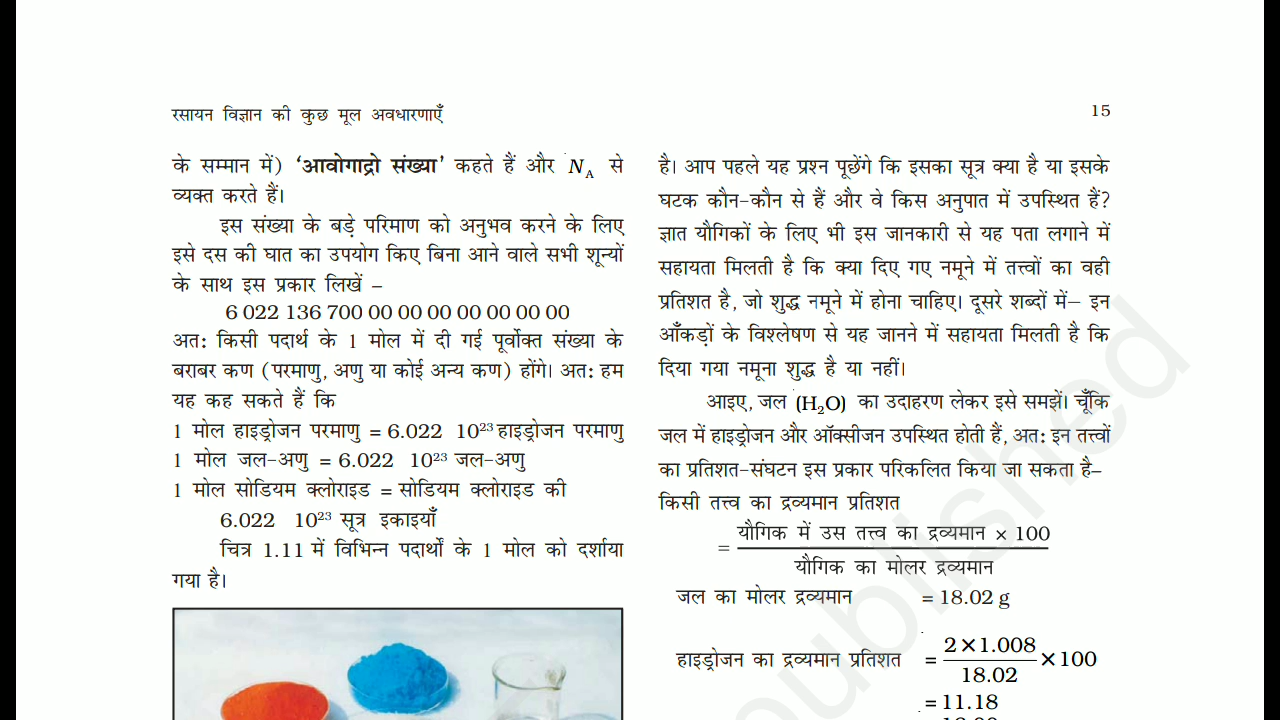 रसायन विज्ञान की कुछ मूल अवधारणाएँ
15
के सम्मान में) ‘आवोगाद्रो संख्या’ कहते हैं और N_A से
व्यक्त करते हैं।
इस संख्या के बड़े परिमाण को अनुभव करने के लिए
इसे दस की घात का उपयोग किए बिना आने वाले सभी शून्यों
के साथ इस प्रकार लिखें –
6 022 136 700 00 00 00 00 00 00 00
अतः किसी पदार्थ के 1 मोल में दी गई पूर्वोक्त संख्या के
बराबर कण (परमाणु, अणु या कोई अन्य कण) होंगे। अतः हम
यह कह सकते हैं कि
1 मोल हाइड्रोजन परमाणु = 6.022 10²³ हाइड्रोजन परमाणु
1 मोल जल-अणु = 6.022 10²³ जल-अणु
1 मोल सोडियम क्लोराइड = सोडियम क्लोराइड की
6.022 10²³ सूत्र इकाइयाँ
चित्र 1.11 में विभिन्न पदार्थों के 1 मोल को दर्शाया
गया है।
है। आप पहले यह प्रश्न पूछेंगे कि इसका सूत्र क्या है या इसके
घटक कौन-कौन से हैं और वे किस अनुपात में उपस्थित हैं?
ज्ञात यौगिकों के लिए भी इस जानकारी से यह पता लगाने में
सहायता मिलती है कि क्या दिए गए नमूने में तत्त्वों का वही
प्रतिशत है, जो शुद्ध नमूने में होना चाहिए। दूसरे शब्दों में– इन
आँकड़ों के विश्लेषण से यह जानने में सहायता मिलती है कि
दिया गया नमूना शुद्ध है या नहीं।
आइए, जल (H₂O) का उदाहरण लेकर इसे समझें। चूँकि
जल में हाइड्रोजन और ऑक्सीजन उपस्थित होती हैं, अतः इन तत्त्वों
का प्रतिशत-संघटन इस प्रकार परिकलित किया जा सकता है–
किसी तत्त्व का द्रव्यमान प्रतिशत
= यौगिक में उस तत्त्व का द्रव्यमान × 100
यौगिक का मोलर द्रव्यमान
जल का मोलर द्रव्यमान = 18.02 g
हाइड्रोजन का द्रव्यमान प्रतिशत = 2×1.008
18.02 ×100
= 11.18
published